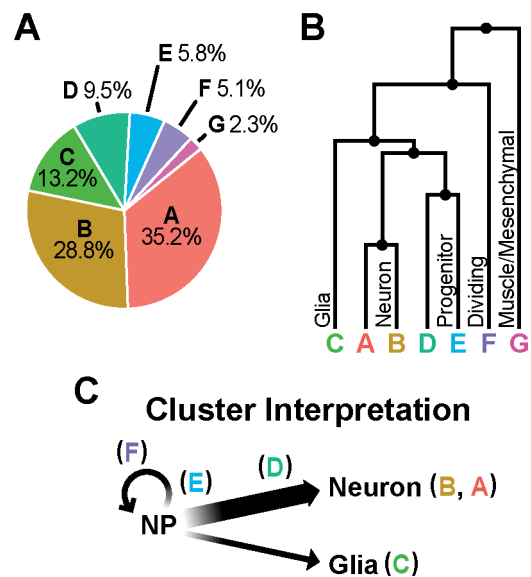 A
E 5.8%
D 9.5%
F 5.1%
G 2.3%
C
13.2%
B
28.8%
A
35.2%
B
Glia
Neuron
Progenitor
Dividing
Muscle/Mesenchymal
C A B D E F G
C
Cluster Interpretation
(F)
(E)
(D)
NP
Neuron (B, A)
Glia (C)